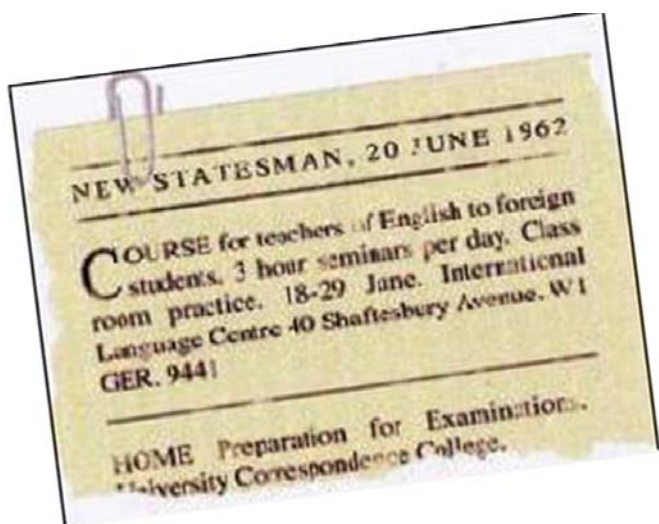 NEW STATESMAN, 20 JUNE 1962
COURSE for teachers of English to foreign
students. 3 hour seminars per day. Class
room practice. 18-29 June. International
Language Centre 40 Shaftesbury Avenue. W1
GER. 9441
HOME Preparation for Examinations.
University Correspondence College.